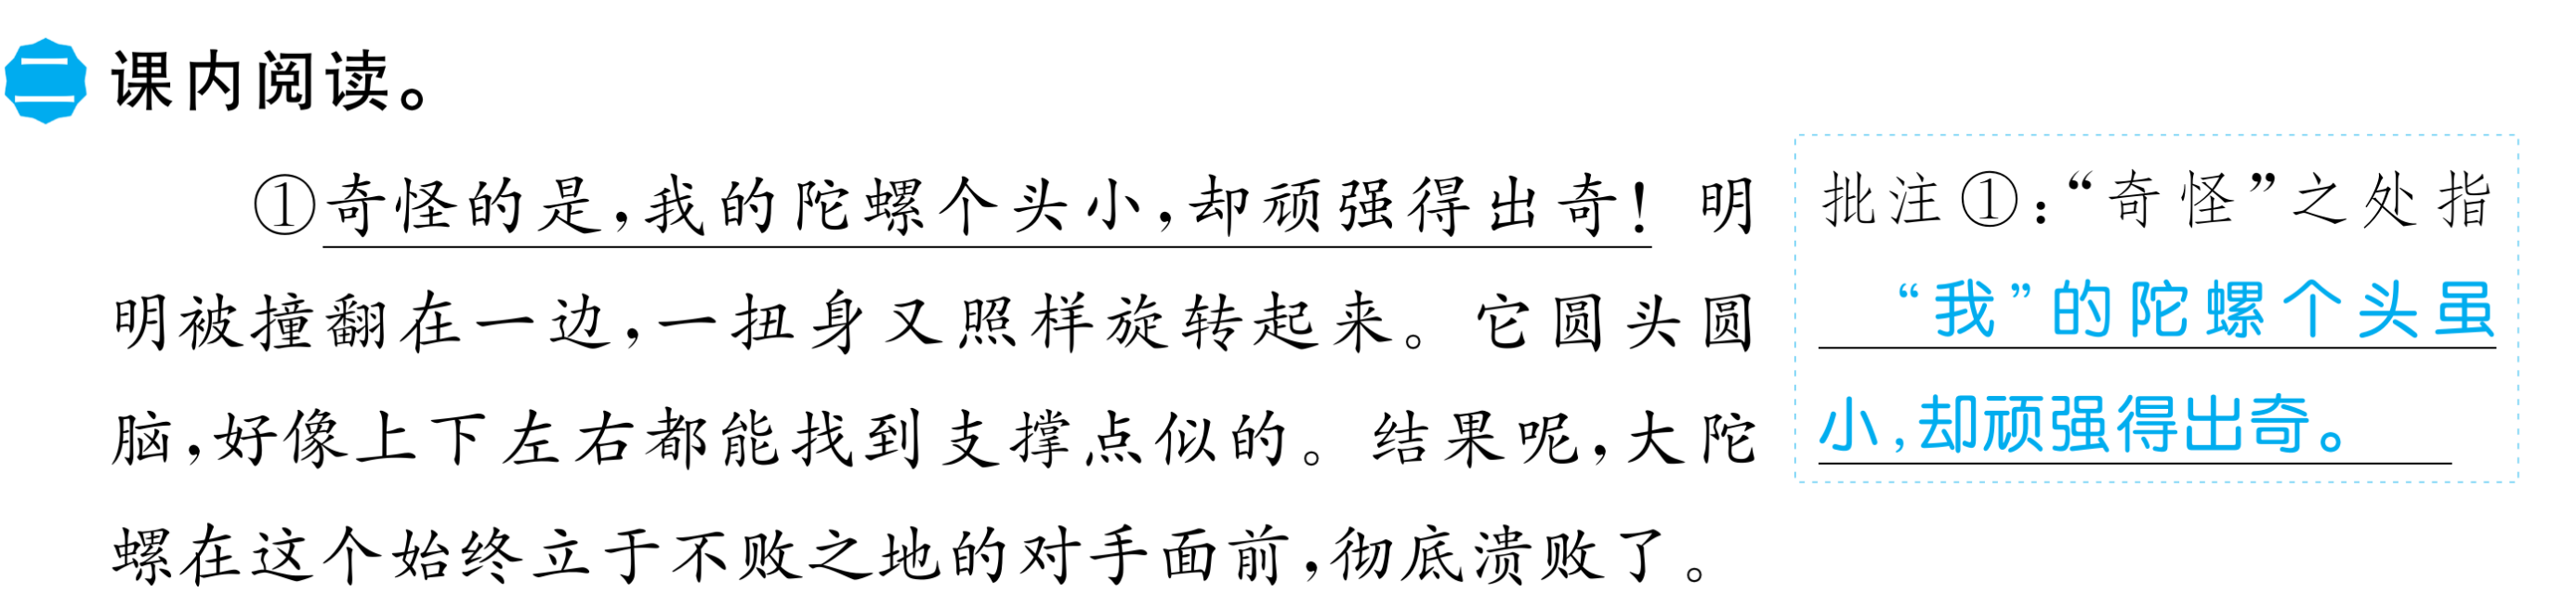 二 课内阅读。
①奇怪的是,我的陀螺个头小,却顽强得出奇! 明
明被撞翻在一边,一扭身又照样旋转起来。它圆头圆
脑,好像上下左右都能找到支撑点似的。结果呢,大陀
螺在这个始终立于不败之地的对手面前,彻底溃败了。
批注①:“奇怪”之处指
“我”的陀螺个头虽
小,却顽强得出奇。